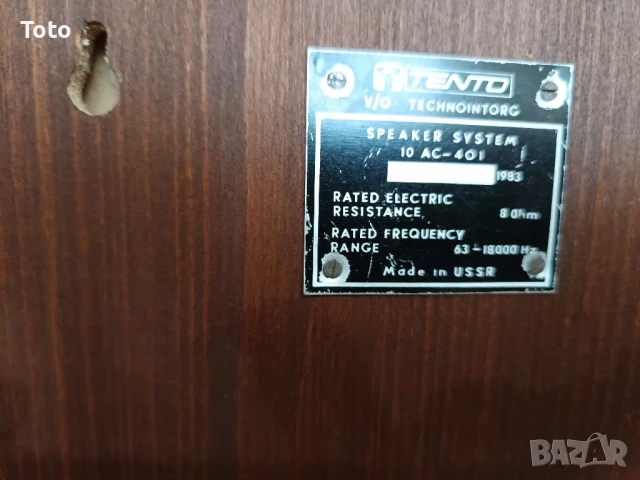 Toto
TENTO
V/O TECHNOINTORG
SPEAKER SYSTEM
10 AC-401
1983
RATED ELECTRIC
RESISTANCE 8 Ohm
RATED FREQUENCY
RANGE 63-18000 Hz
Made in USSR
BAZAR